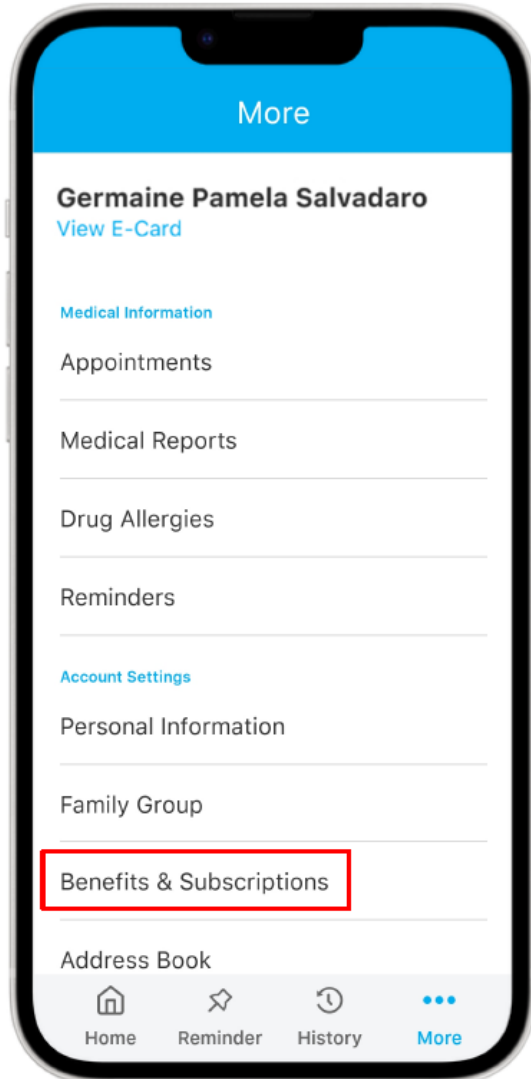 More
Germaine Pamela Salvadaro
View E-Card
Medical Information
Appointments
Medical Reports
Drug Allergies
Reminders
Account Settings
Personal Information
Family Group
Benefits & Subscriptions
Address Book
Home Reminder History More